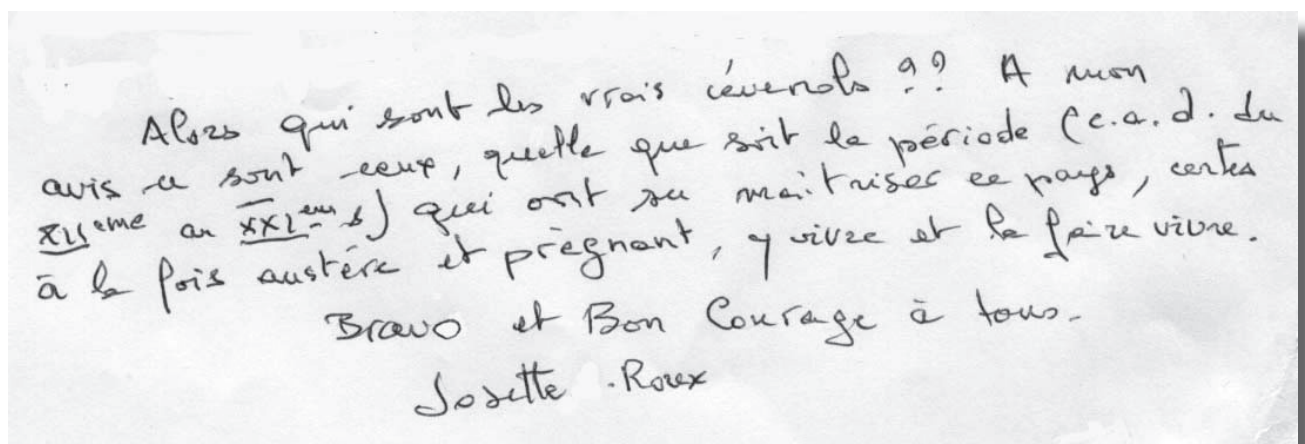 Alors qui sont les vrais cévenols ?? A mon
avis ce sont ceux, quelle que soit la période (c.a.d. du
au XXIème s) qui ont su maitriser ce pays, certes
à la fois austère et prègnant, y vivre et le faire vivre.
Bravo et Bon Courage à tous.
Josette Roux